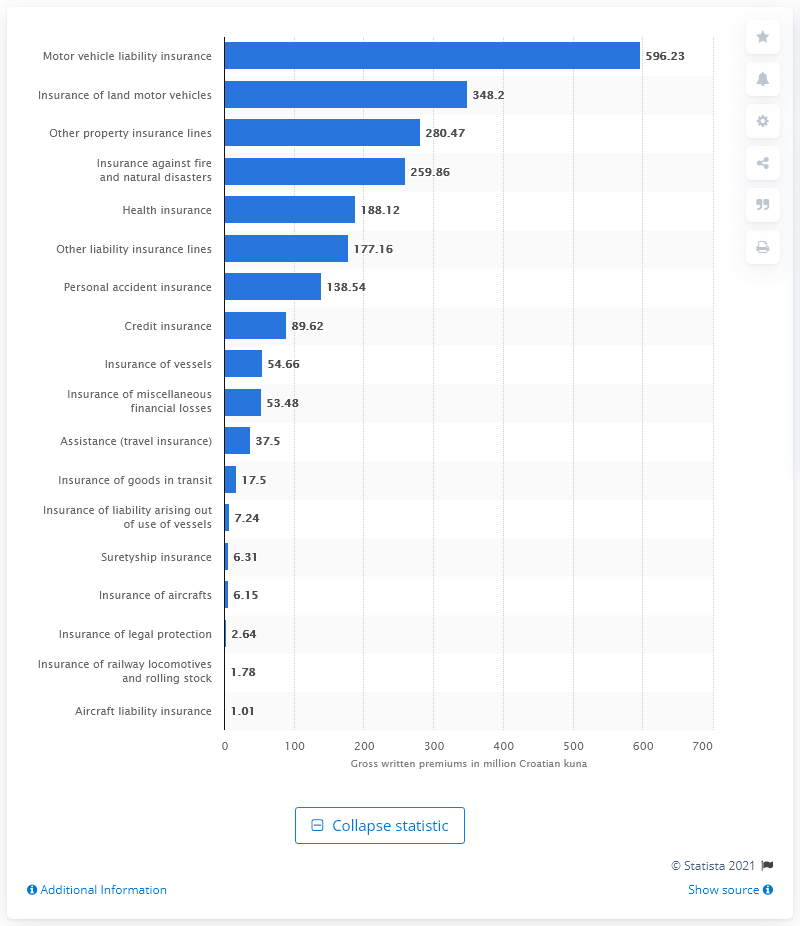 Motor vehicle liability insurance 596.23
Insurance of land motor vehicles 348.2
Other property insurance lines 280.47
Insurance against fire
and natural disasters 259.86
Health insurance 188.12
Other liability insurance lines 177.16
Personal accident insurance 138.54
Credit insurance 89.62
Insurance of vessels 54.66
Insurance of miscellaneous
financial losses 53.48
Assistance (travel insurance) 37.5
Insurance of goods in transit 17.5
Insurance of liability arising out
of use of vessels 7.24
Suretyship insurance 6.31
Insurance of aircrafts 6.15
Insurance of legal protection 2.64
Insurance of railway locomotives
and rolling stock 1.78
Aircraft liability insurance 1.01
0 100 200 300 400 500 600 700
Gross written premiums in million Croatian kuna
Collapse statistic
© Statista 2021
Additional Information Show source